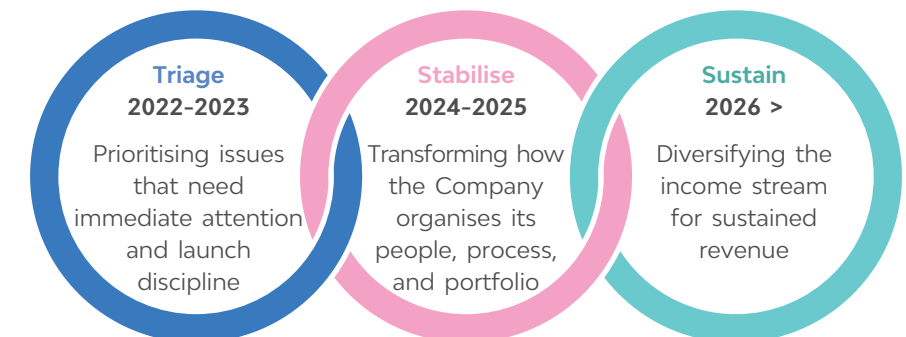 Triage
2022-2023
Prioritising issues
that need
immediate attention
and launch
discipline
Stabilise
2024-2025
Transforming how
the Company
organises its
people, process,
and portfolio
Sustain
2026 >
Diversifying the
income stream
for sustained
revenue